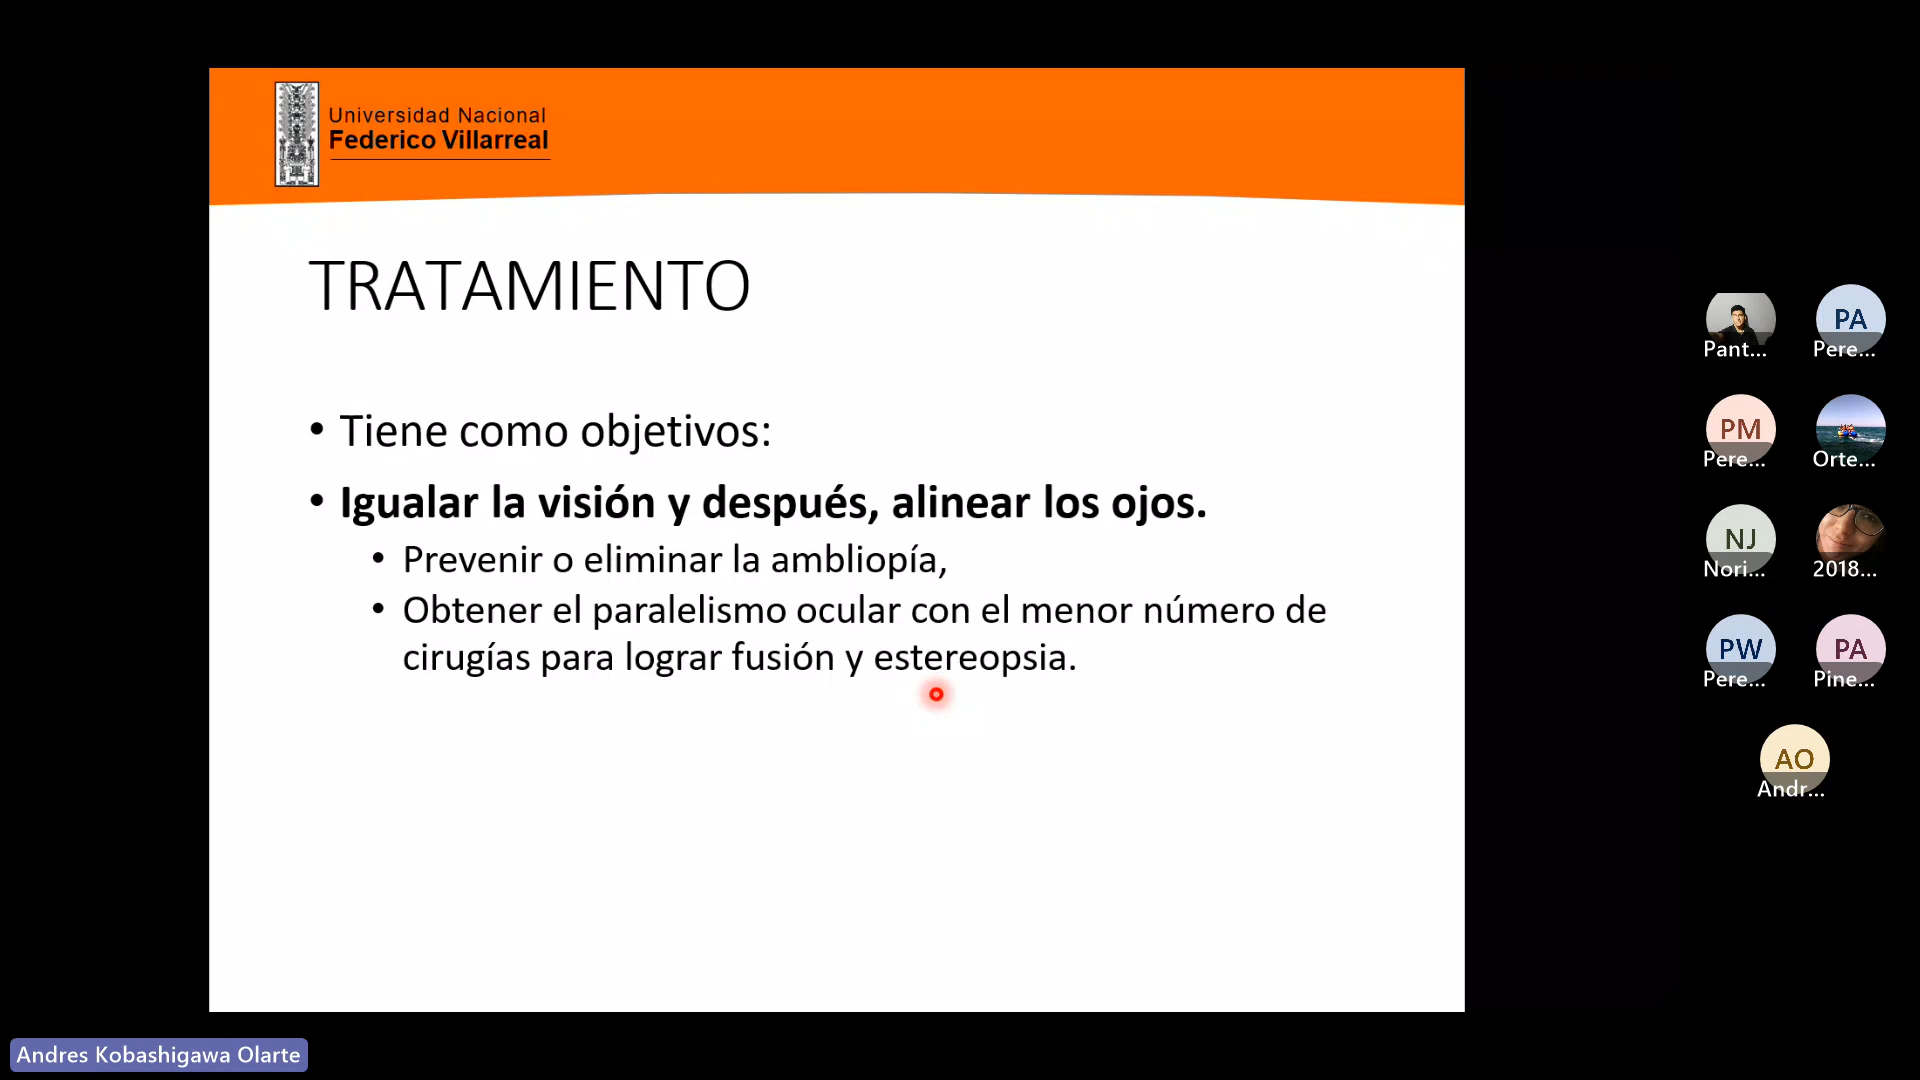 Universidad Nacional
Federico Villarreal
TRATAMIENTO
• Tiene como objetivos:
• Igualar la visión y después, alinear los ojos.
• Prevenir o eliminar la ambliopía,
• Obtener el paralelismo ocular con el menor número de
cirugías para lograr fusión y estereopsia.
Pant...
PA
Pere...
PM
Pere...
Orte...
NJ
Nori...
2018...
PW
Pere...
PA
Pine...
AO
Andr...
Andres Kobashigawa Olarte